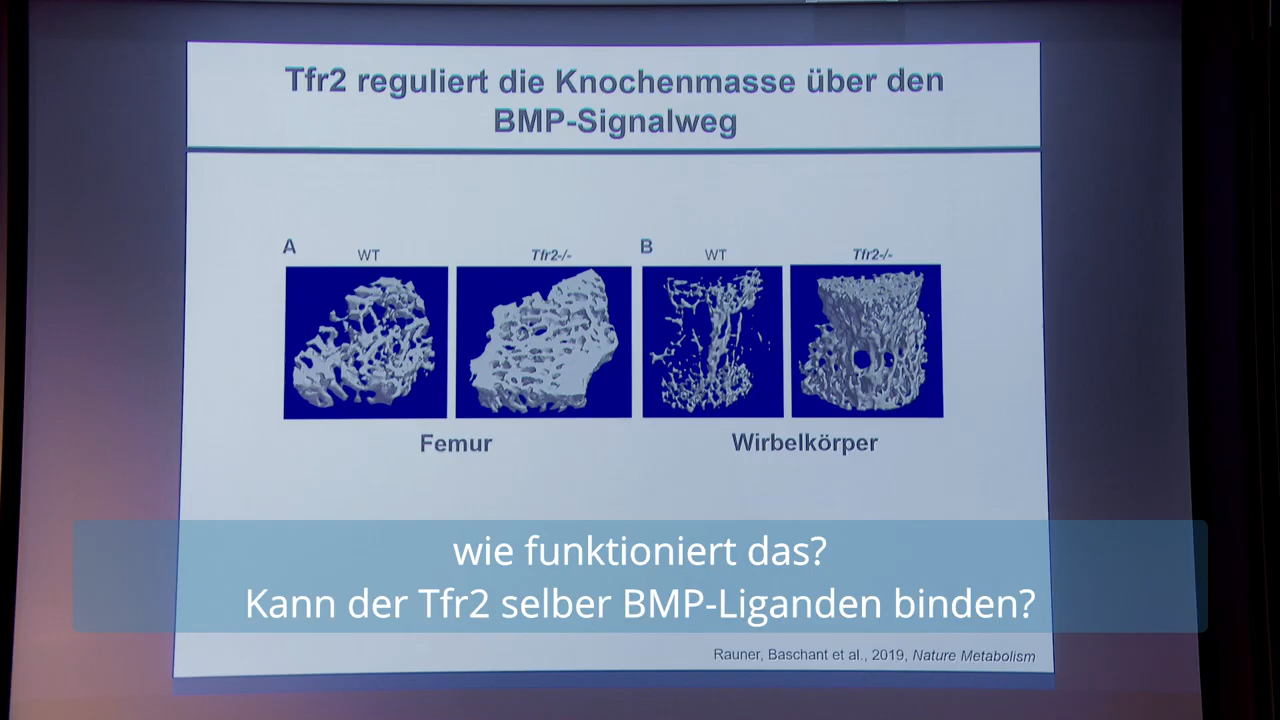 Tfr2 reguliert die Knochenmasse über den
BMP-Signalweg
A
WT
Tfr2-/-
B
WT
Tfr2-/-
Femur
Wirbelkörper
wie funktioniert das?
Kann der Tfr2 selber BMP-Liganden binden?
Rauner, Baschant et al., 2019, Nature Metabolism